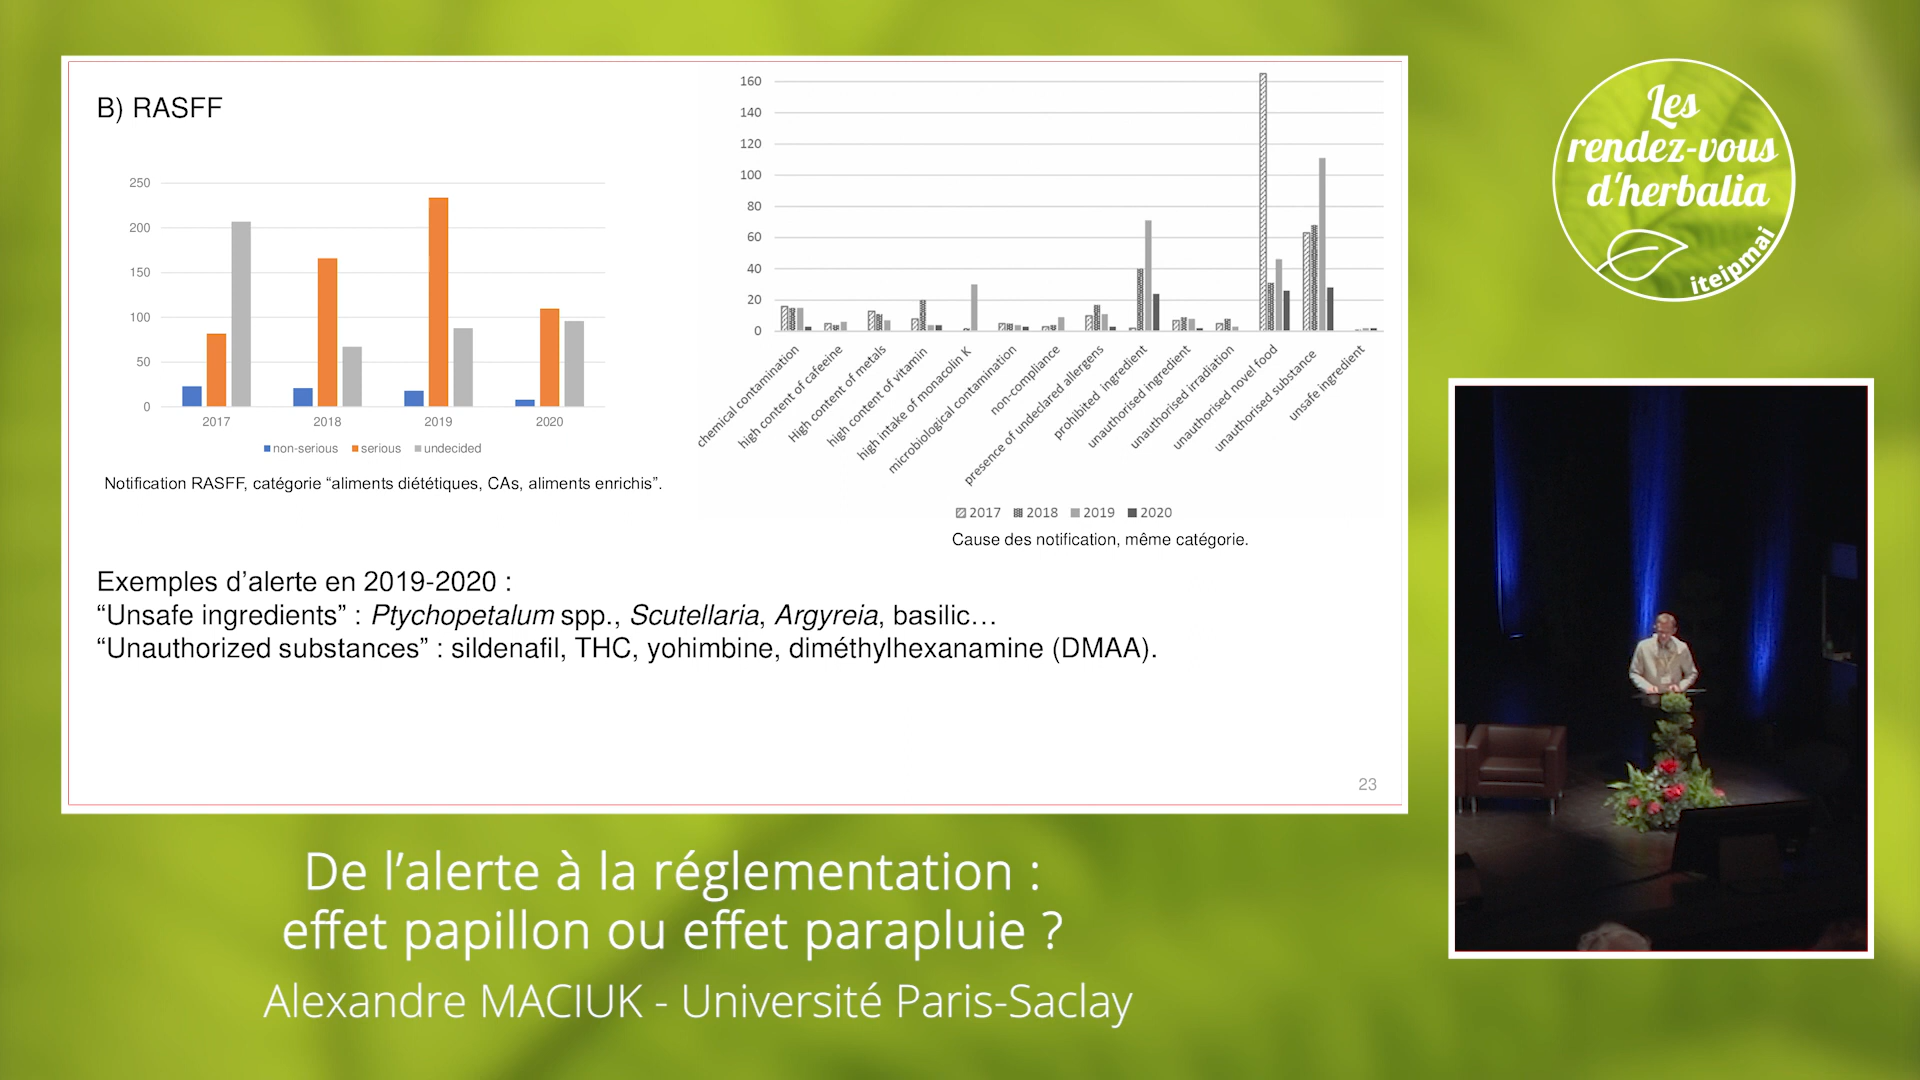 B) RASFF
250
200
150
100
50
0
2017 2018 2019 2020
non-serious serious undecided
Notification RASFF, catégorie “aliments diététiques, CAs, aliments enrichis”.
160
140
120
100
80
60
40
20
0
chemical contamination
high content of cafeeine
High content of metals
high content of vitamin
high intake of monacolin K
microbiological contamination
non-compliance
presence of undeclared allergens
prohibited ingredient
unauthorised ingredient
unauthorised irradiation
unauthorised novel food
unauthorised substance
unsafe ingredient
2017 2018 2019 2020
Cause des notification, même catégorie.
Exemples d’alerte en 2019-2020 :
“Unsafe ingredients” : Ptychopetalum spp., Scutellaria, Argyreia, basilic…
“Unauthorized substances” : sildenafil, THC, yohimbine, diméthylhexanamine (DMAA).
23
Les
rendez-vous
d'herbalia
iteipmai
De l’alerte à la réglementation :
effet papillon ou effet parapluie ?
Alexandre MACIUK - Université Paris-Saclay